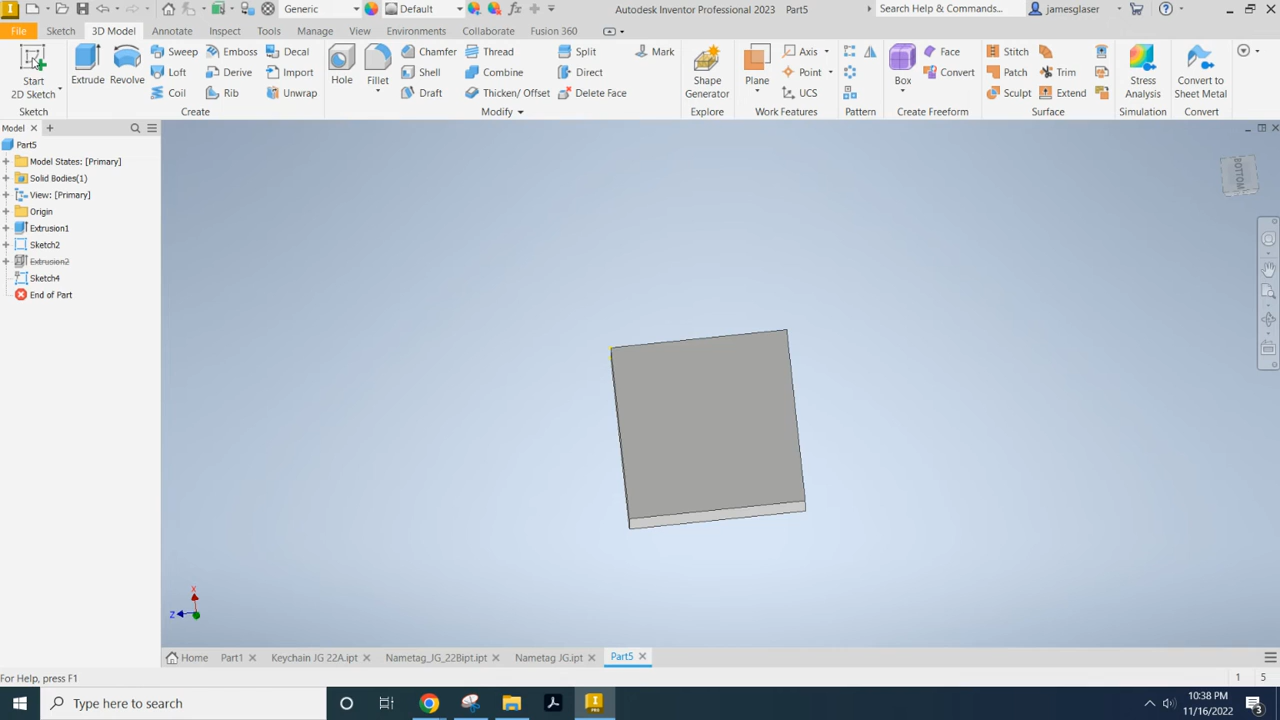 Generic
Default
Autodesk Inventor Professional 2023 Part5
Search Help & Commands...
jamesglaser
File Sketch 3D Model Annotate Inspect Tools Manage View Environments Collaborate Fusion 360
Start
2D Sketch
Sketch
Extrude
Revolve
Sweep
Emboss
Decal
Loft
Derive
Import
Coil
Rib
Unwrap
Create
Hole
Fillet
Chamfer
Thread
Split
Mark
Shell
Combine
Direct
Draft
Thicken/ Offset
Delete Face
Modify
Shape
Generator
Explore
Plane
Axis
Point
UCS
Work Features
Pattern
Box
Face
Convert
Create Freeform
Stitch
Patch
Trim
Sculpt
Extend
Surface
Stress
Analysis
Simulation
Convert to
Sheet Metal
Convert
Model
Part5
Model States: [Primary]
Solid Bodies(1)
View: [Primary]
Origin
Extrusion1
Sketch2
Extrusion2
Sketch4
End of Part
BOTTOM
X
Z
Home Part1 Keychain JG 22A.ipt Nametag_JG_22Bipt.ipt Nametag JG.ipt Part5
For Help, press F1
1 5
Type here to search
PRO
10:38 PM
11/16/2022
3